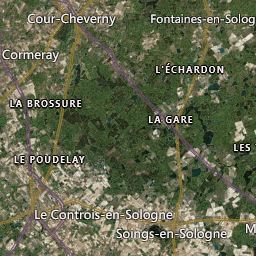 Cour-Cheverny
Fontaines-en-Solog
Cormeray
L'ÉCHARDON
LA BROSSURE
LA GARE
LES
LE POUDELAY
Le Controis-en-Sologne
Soings-en-Sologne
M